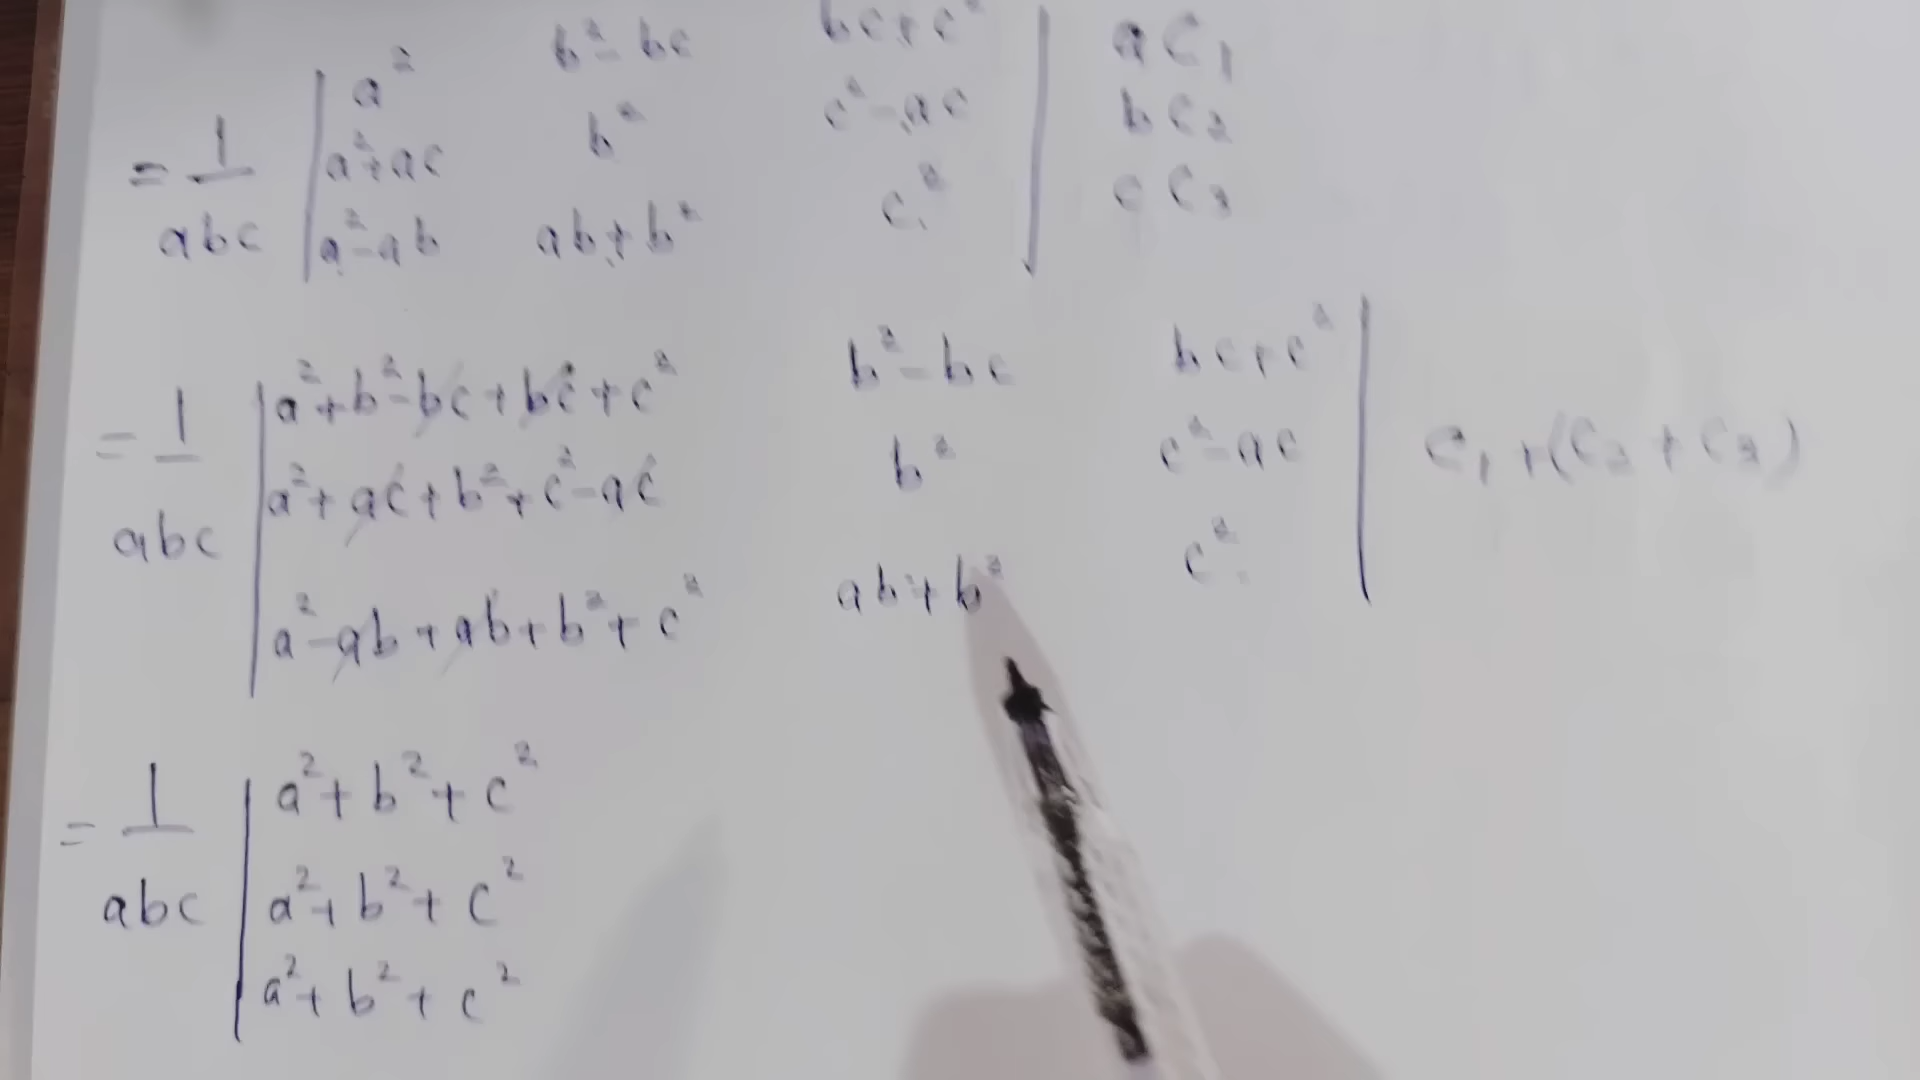 a² b²-bc bc+c² aC₁
= 1/abc a²+ac b² c²-ac bC₂
a²-ab ab+b² c² cC₃
a²+b²-bc+bc+c² b²-bc bc+c²
= 1/abc a²+ac+b²+c²-ac b² c²-ac C₁+(C₂+C₃)
a²-ab+ab+b²+c² ab+b² c²
a²+b²+c²
= 1/abc a²+b²+c²
a²+b²+c²